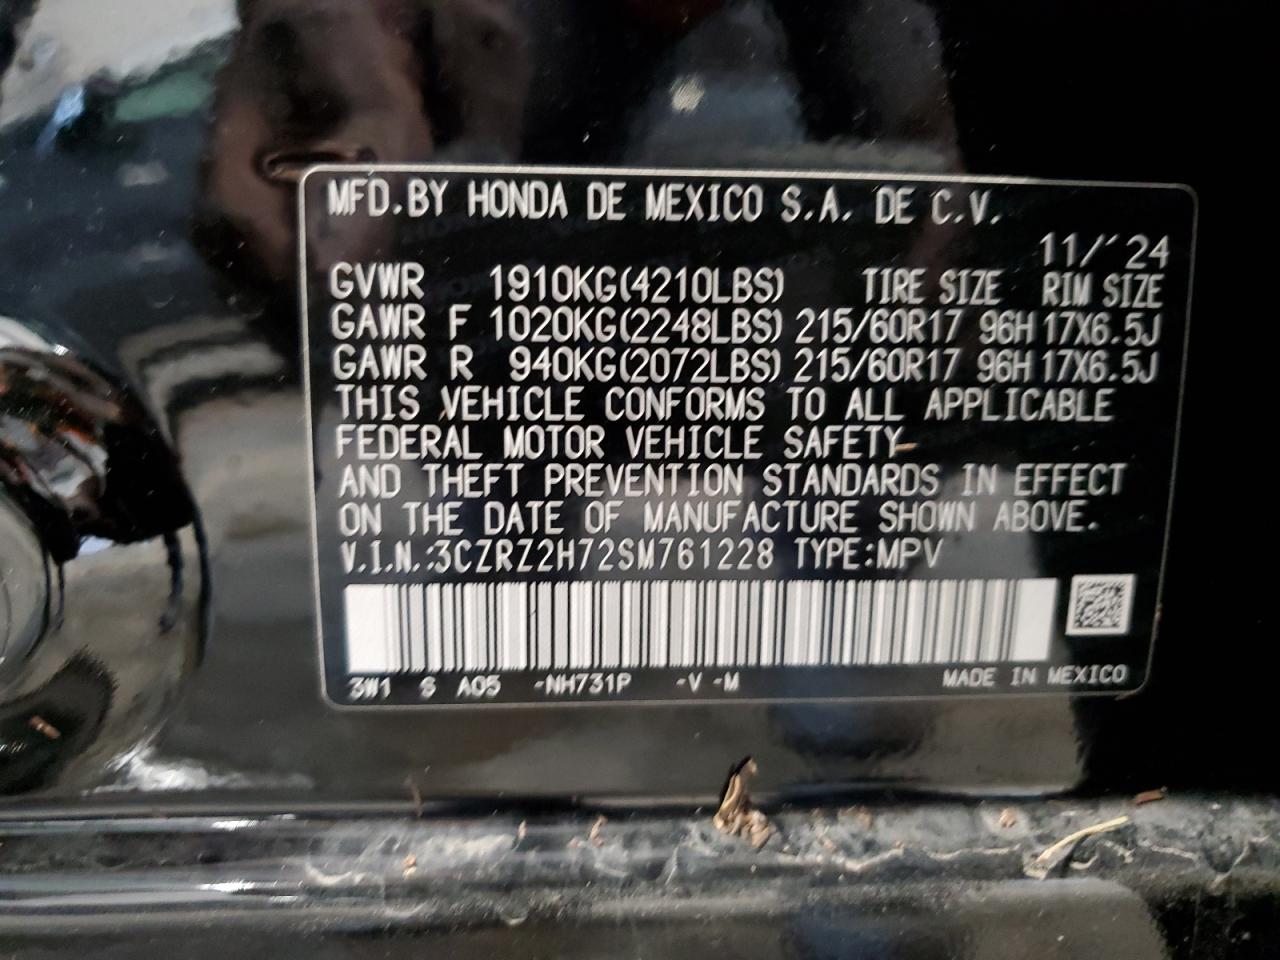 MFD.BY HONDA DE MEXICO S.A. DE C.V.
11/´24
GVWR 1910KG(4210LBS) TIRE SIZE RIM SIZE
GAWR F 1020KG(2248LBS) 215/60R17 96H 17X6.5J
GAWR R 940KG(2072LBS) 215/60R17 96H 17X6.5J
THIS VEHICLE CONFORMS TO ALL APPLICABLE
FEDERAL MOTOR VEHICLE SAFETY
AND THEFT PREVENTION STANDARDS IN EFFECT
ON THE DATE OF MANUFACTURE SHOWN ABOVE.
V.I.N.:3CZRZ2H72SM761228 TYPE:MPV
3W1 S A05 -NH731P -V -M MADE IN MEXICO